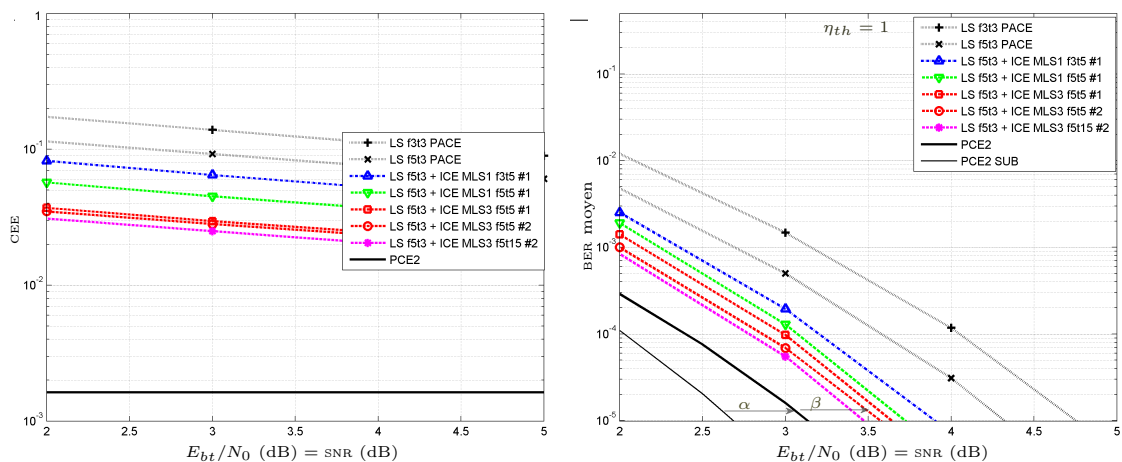 1
10^-1
10^-2
10^-3
CEE
2
2.5
3
3.5
4
4.5
5
E_bt/N_0 (dB) = SNR (dB)
LS f3t3 PACE
LS f5t3 PACE
LS f5t3 + ICE MLS1 f3t5 #1
LS f5t3 + ICE MLS1 f5t5 #1
LS f5t3 + ICE MLS3 f5t5 #1
LS f5t3 + ICE MLS3 f5t5 #2
LS f5t3 + ICE MLS3 f5t15 #2
PCE2
η_th = 1
10^-1
10^-2
10^-3
10^-4
10^-5
BER moyen
LS f3t3 PACE
LS f5t3 PACE
LS f5t3 + ICE MLS1 f3t5 #1
LS f5t3 + ICE MLS1 f5t5 #1
LS f5t3 + ICE MLS3 f5t5 #1
LS f5t3 + ICE MLS3 f5t5 #2
LS f5t3 + ICE MLS3 f5t15 #2
PCE2
PCE2 SUB
α
β
2
2.5
3
3.5
4
4.5
5
E_bt/N_0 (dB) = SNR (dB)